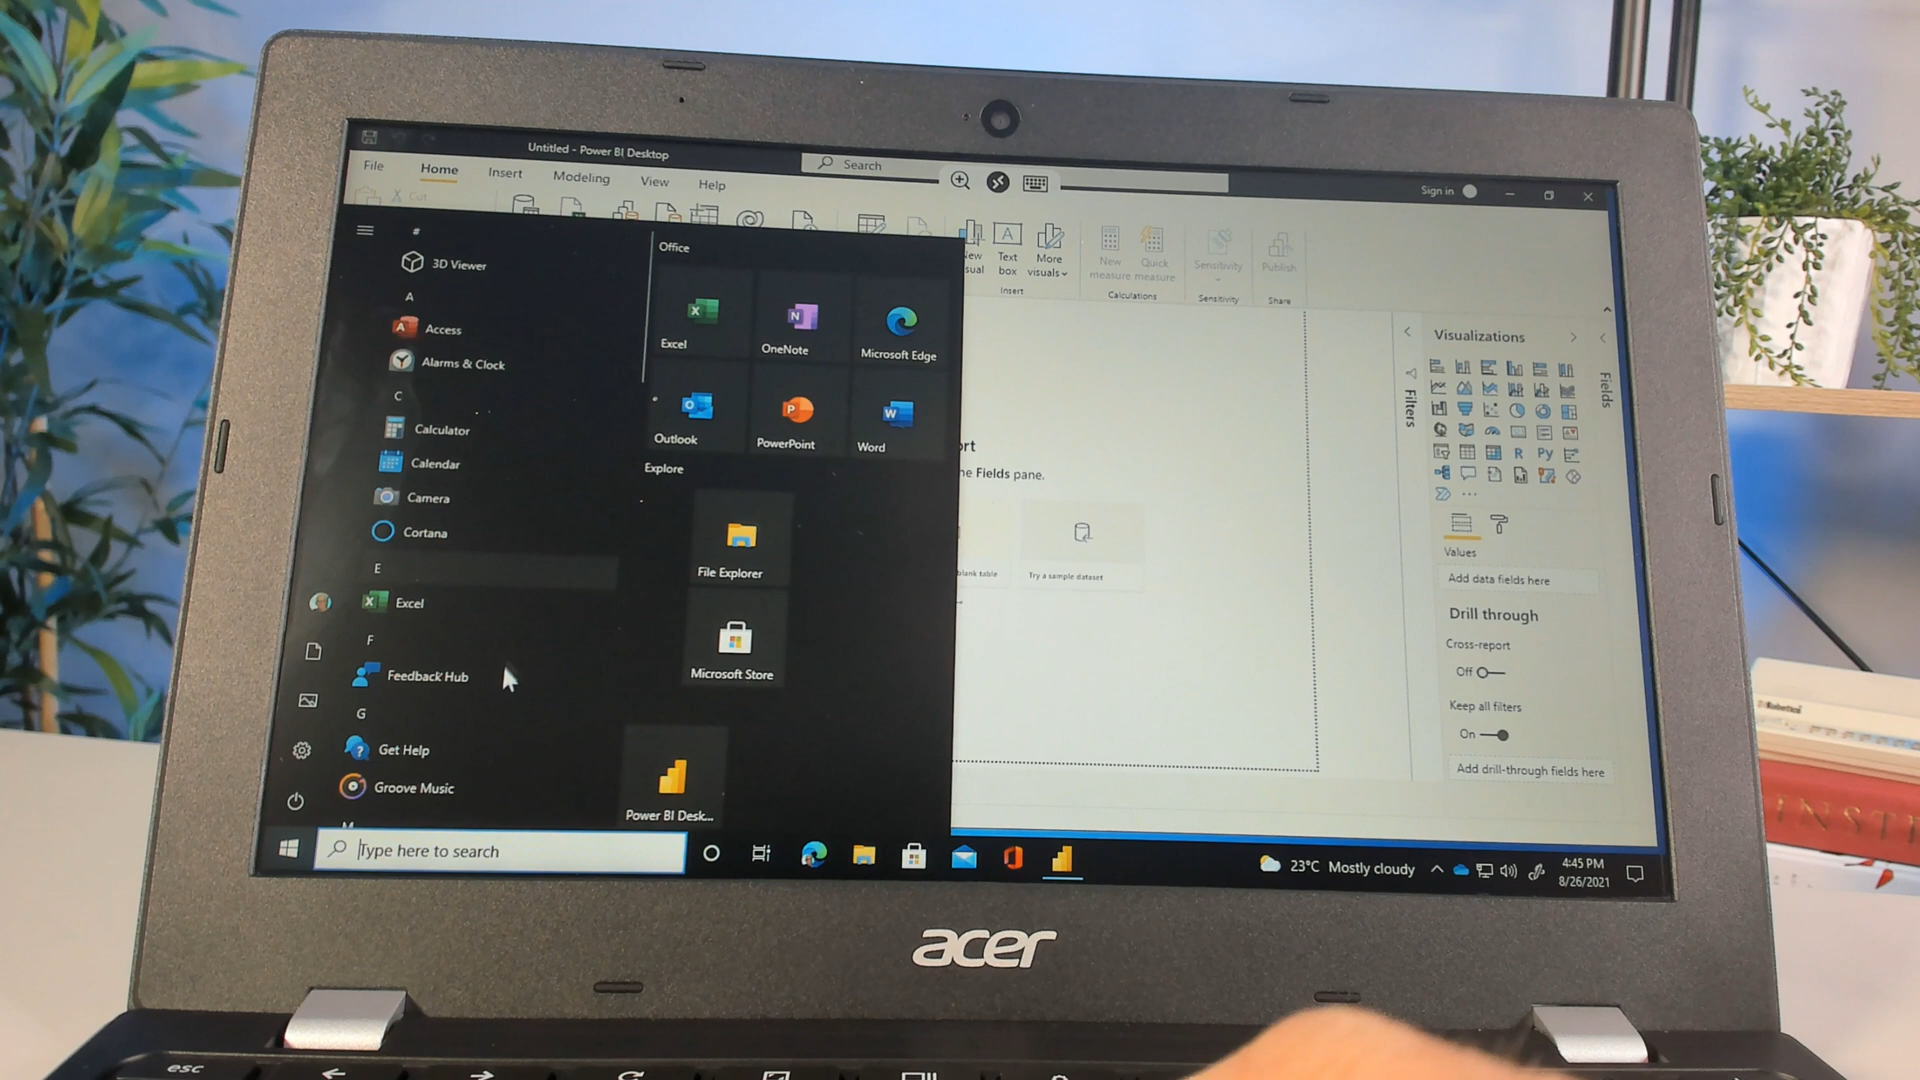 Untitled - Power BI Desktop
Search
Sign in
File
Home
Insert
Modeling
View
Help
Cut
Text box
More visuals
Insert
New measure
Quick measure
Calculations
Sensitivity
Sensitivity
Publish
Share
#
3D Viewer
A
Access
Alarms & Clock
C
Calculator
Calendar
Camera
Cortana
E
Excel
F
Feedback Hub
G
Get Help
Groove Music
Office
Excel
OneNote
Microsoft Edge
Outlook
PowerPoint
Word
Explore
File Explorer
Microsoft Store
Power BI Desk...
Fields pane.
blank table
Try a sample dataset
Filters
Visualizations
Fields
R
Py
Values
Add data fields here
Drill through
Cross-report
Off
Keep all filters
On
Add drill-through fields here
Type here to search
23°C Mostly cloudy
4:45 PM
8/26/2021
acer
esc